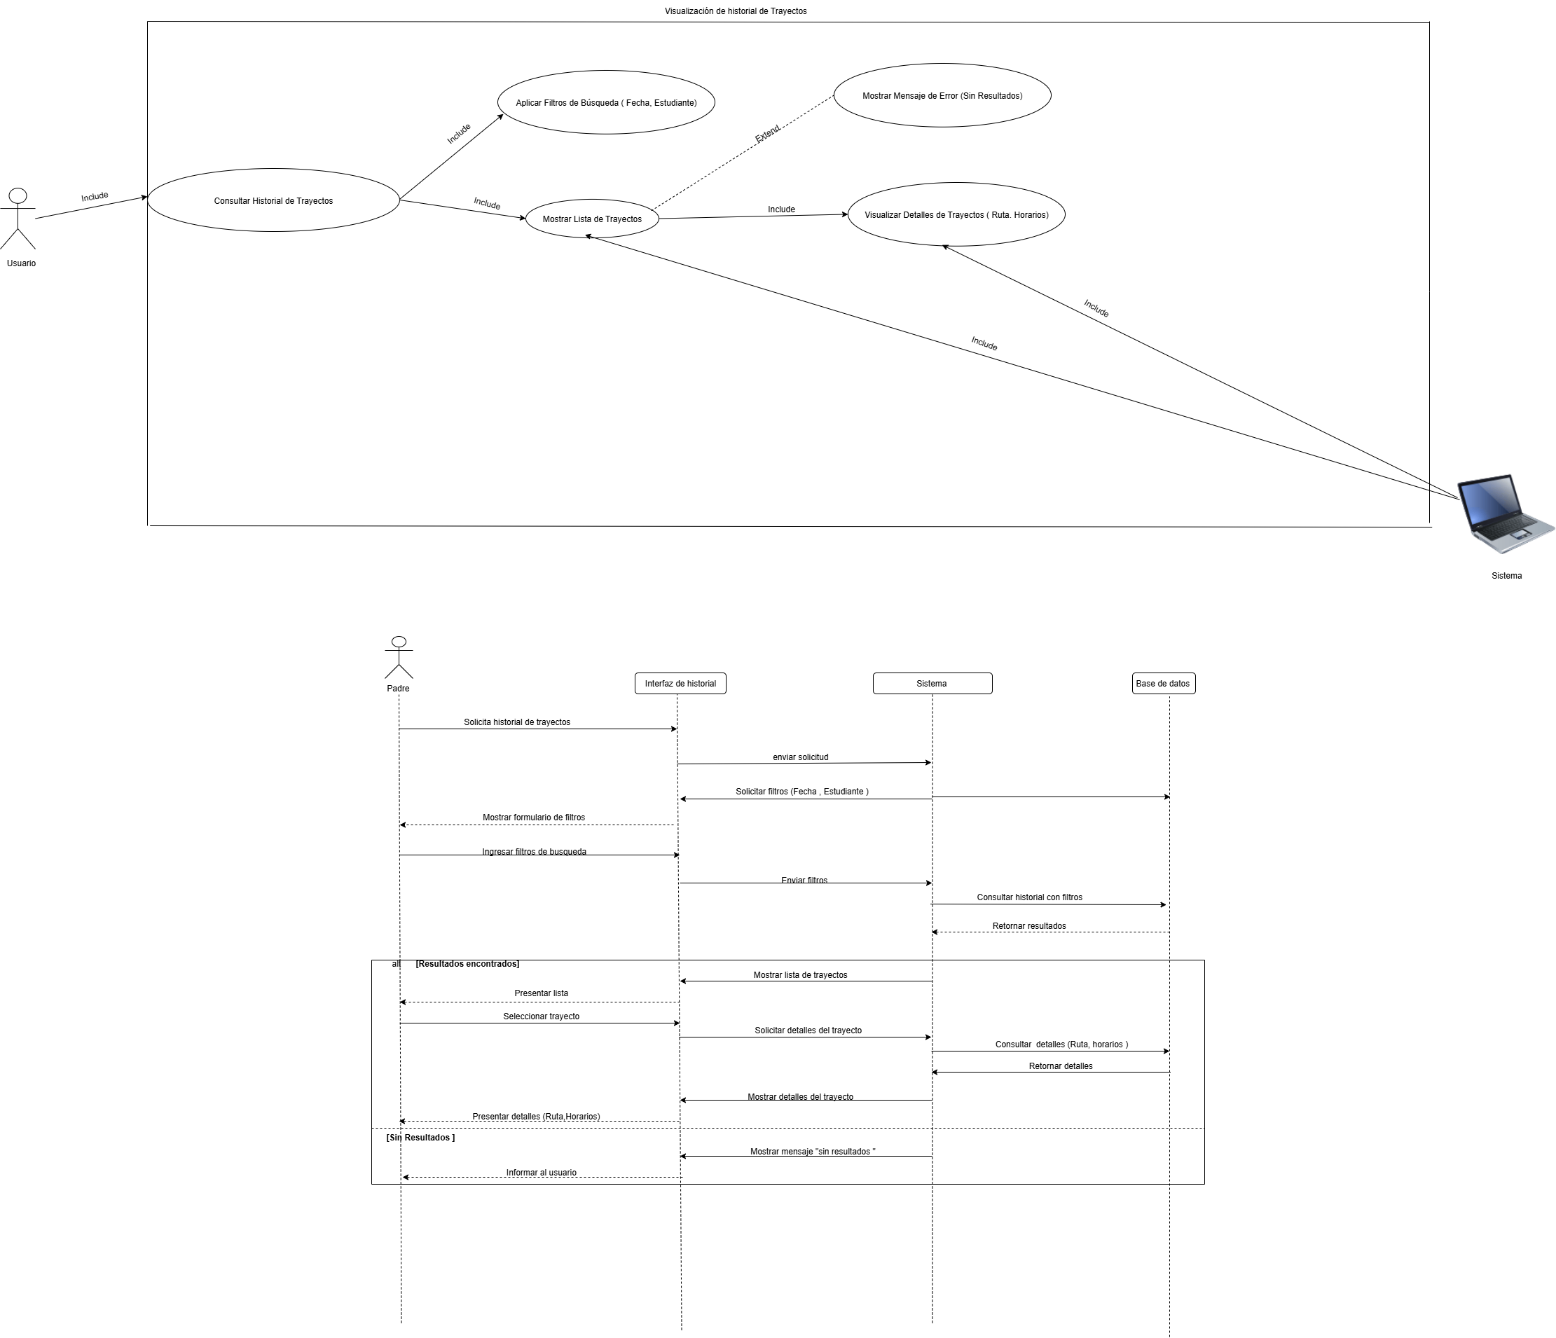 Visualización de historial de Trayectos
Aplicar Filtros de Búsqueda ( Fecha, Estudiante)
Mostrar Mensaje de Error (Sin Resultados)
Include
Extend
Include
Consultar Historial de Trayectos
Include
Mostrar Lista de Trayectos
Include
Visualizar Detalles de Trayectos ( Ruta. Horarios)
Usuario
Include
Include
Sistema
Padre
Interfaz de historial
Sistema
Base de datos
Solicita historial de trayectos
enviar solicitud
Solicitar filtros (Fecha , Estudiante )
Mostrar formulario de filtros
Ingresar filtros de busqueda
Enviar filtros
Consultar historial con filtros
Retornar resultados
alt [Resultados encontrados]
Mostrar lista de trayectos
Presentar lista
Seleccionar trayecto
Solicitar detalles del trayecto
Consultar detalles (Ruta, horarios )
Retornar detalles
Mostrar detalles del trayecto
Presentar detalles (Ruta,Horarios)
[Sin Resultados ]
Mostrar mensaje "sin resultados "
Informar al usuario